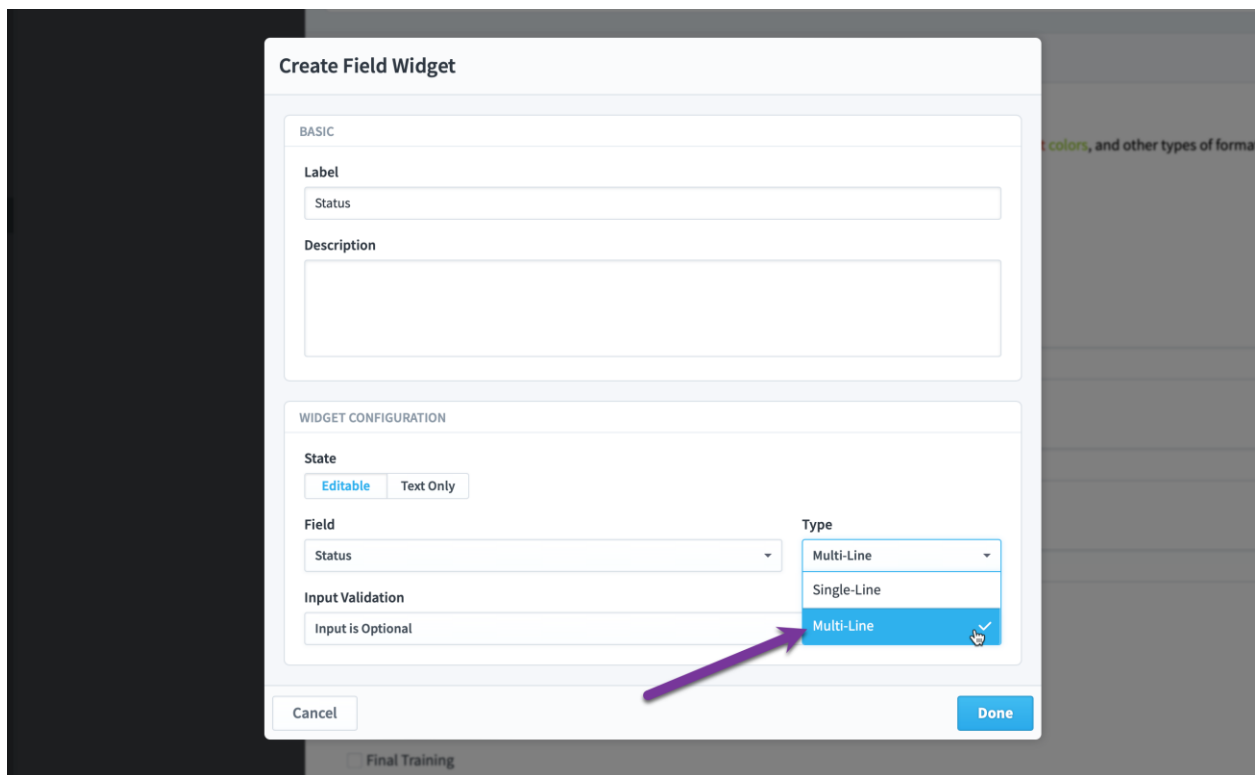 Create Field Widget
BASIC
t colors, and other types of forma
Label
Status
Description
WIDGET CONFIGURATION
State
Editable Text Only
Field Type
Status Multi-Line
Single-Line
Input Validation
Input is Optional Multi-Line
Cancel Done
Final Training